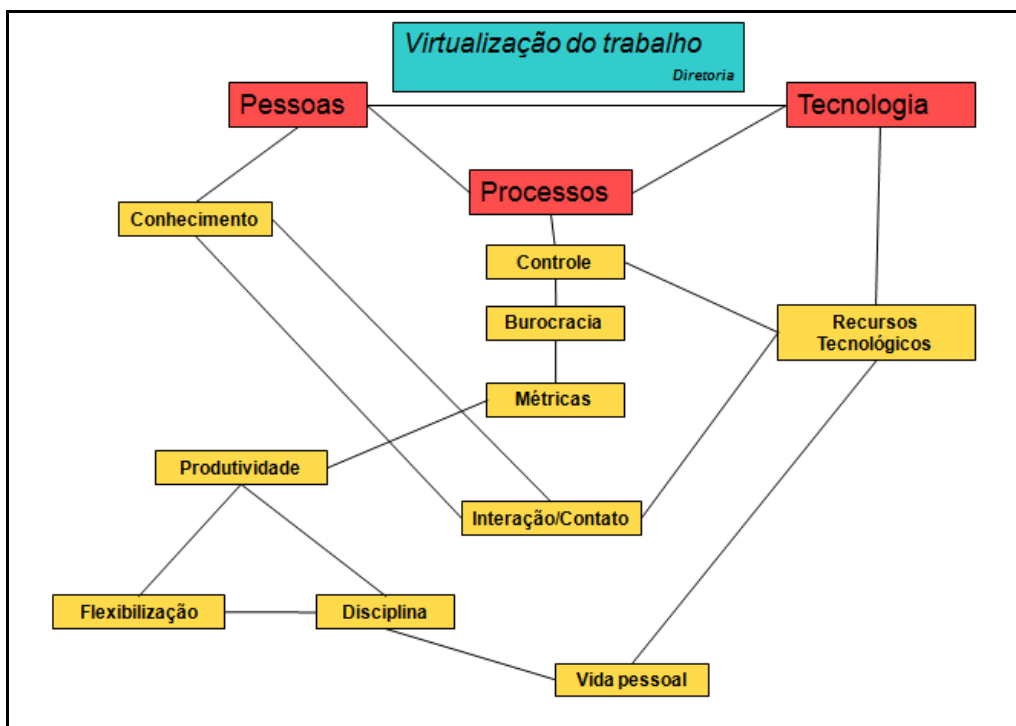 Virtualização do trabalho
Diretoria
Pessoas
Tecnologia
Processos
Conhecimento
Controle
Burocracia
Recursos
Tecnológicos
Métricas
Produtividade
Interação/Contato
Flexibilização
Disciplina
Vida pessoal